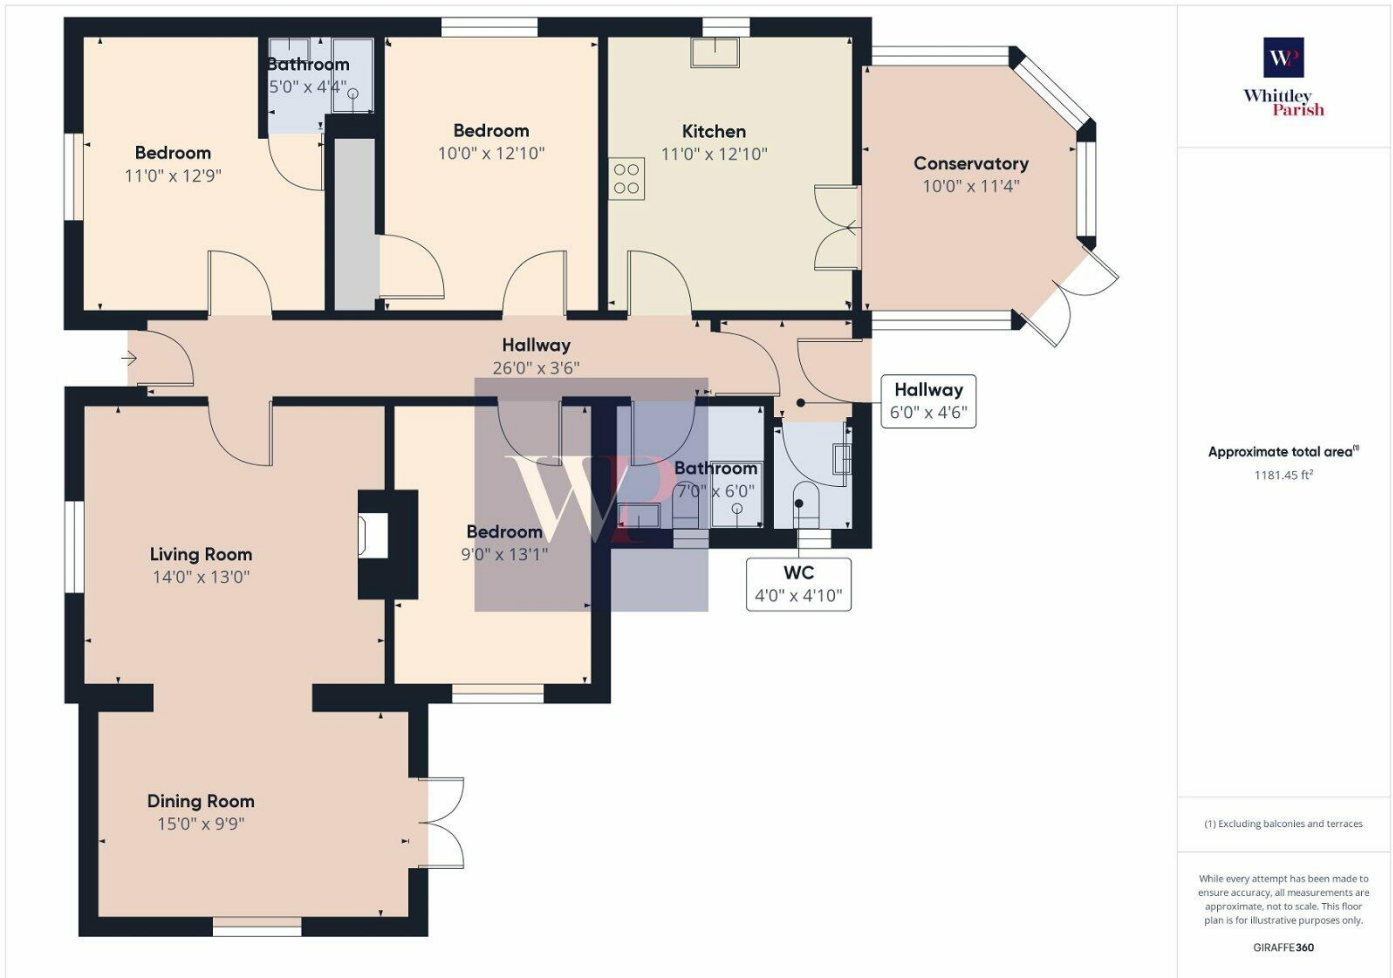 Bathroom
5'0" x 4'4"
Bedroom
11'0" x 12'9"
Bedroom
10'0" x 12'10"
Kitchen
11'0" x 12'10"
Conservatory
10'0" x 11'4"
Hallway
26'0" x 3'6"
Hallway
6'0" x 4'6"
Living Room
14'0" x 13'0"
Bedroom
9'0" x 13'1"
Bathroom
7'0" x 6'0"
WC
4'0" x 4'10"
Dining Room
15'0" x 9'9"
WP
WP
Whittley
Parish
Approximate total area⁽¹⁾
1181.45 ft²
(1) Excluding balconies and terraces
While every attempt has been made to
ensure accuracy, all measurements are
approximate, not to scale. This floor
plan is for illustrative purposes only.
GIRAFFE360